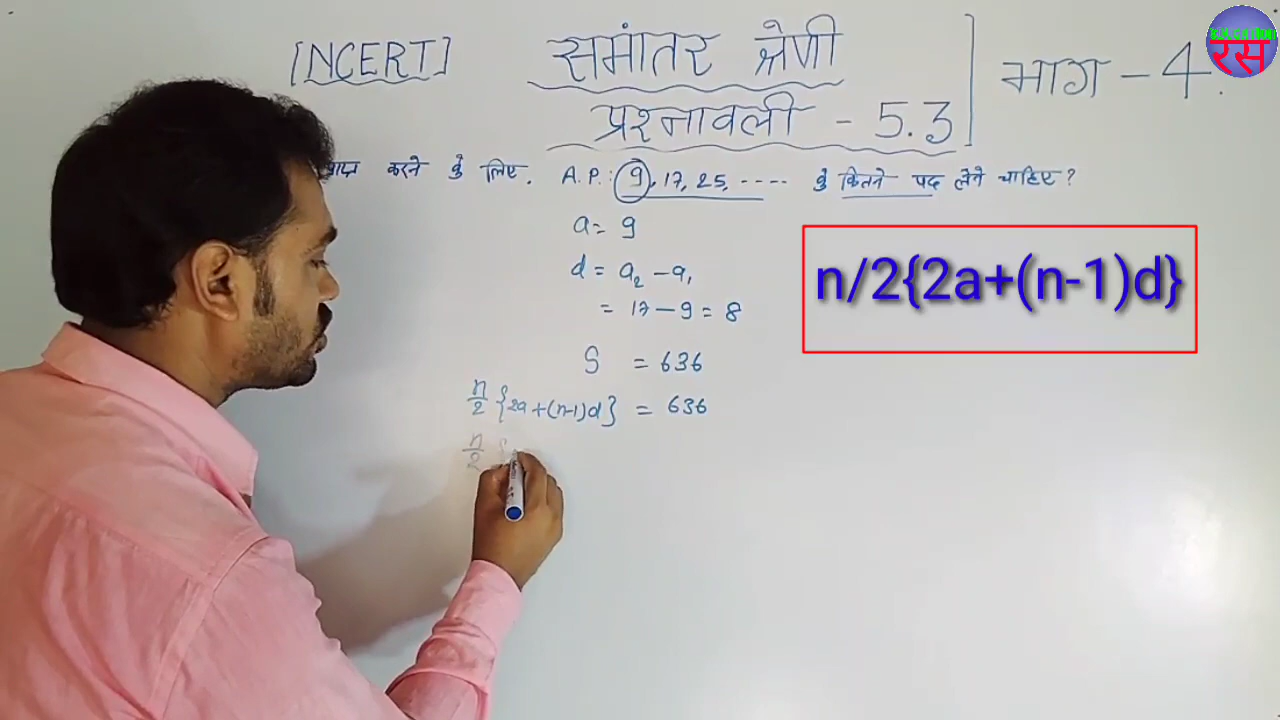 [NCERT] समांतर श्रेणी भाग - 4.
प्रश्नावली - 5.3
करने के लिए. A.P.: 9, 17, 25, ---- के कितने पद लेने चाहिए?
a = 9
d = a₂ - a₁
= 17 - 9 = 8
S = 636
n/2 {2a+(n-1)d} = 636
n/2 {
n/2{2a+(n-1)d}
रस